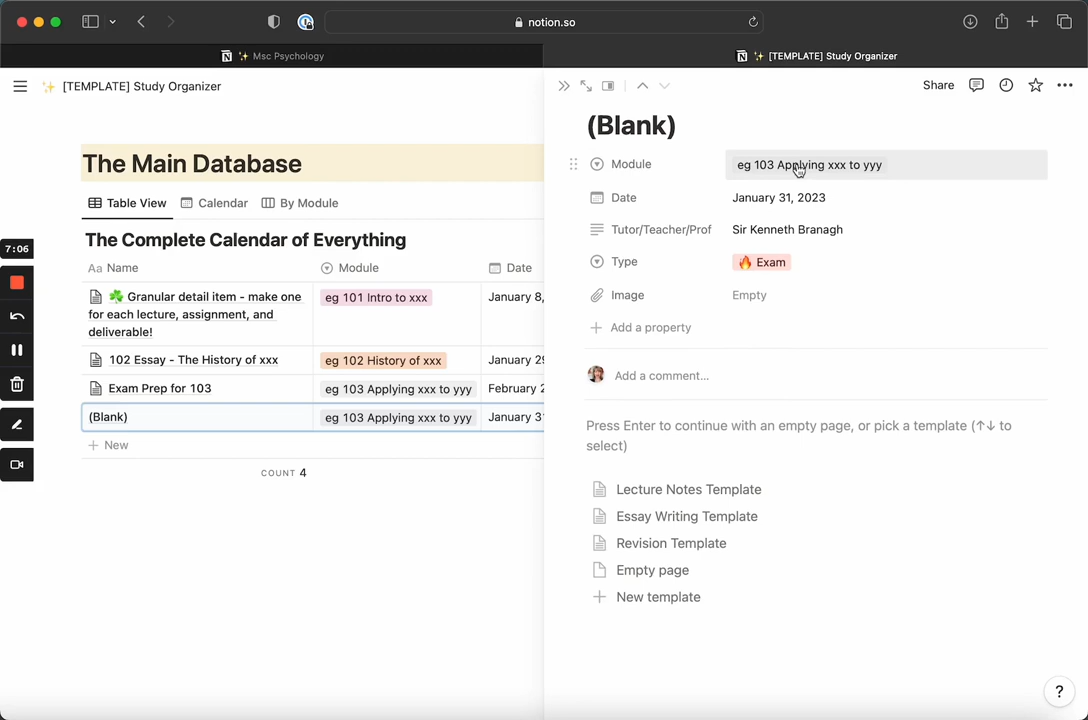 notion.so
✨ Msc Psychology
✨ [TEMPLATE] Study Organizer
✨ [TEMPLATE] Study Organizer
Share
The Main Database
Table View
Calendar
By Module
The Complete Calendar of Everything
Aa Name
Module
Date
☘️ Granular detail item - make one
for each lecture, assignment, and
deliverable!
eg 101 Intro to xxx
January 8,
102 Essay - The History of xxx
eg 102 History of xxx
January 29
Exam Prep for 103
eg 103 Applying xxx to yyy
February 2
(Blank)
eg 103 Applying xxx to yyy
January 31
+ New
COUNT 4
7:06
(Blank)
Module
eg 103 Applying xxx to yyy
Date
January 31, 2023
Tutor/Teacher/Prof
Sir Kenneth Branagh
Type
🔥 Exam
Image
Empty
+ Add a property
Add a comment...
Press Enter to continue with an empty page, or pick a template (↑↓ to
select)
Lecture Notes Template
Essay Writing Template
Revision Template
Empty page
+ New template
?